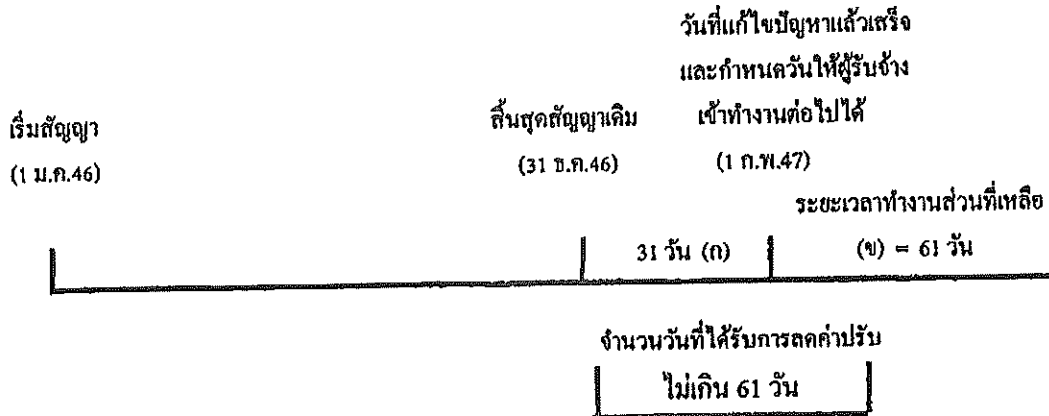 วันที่แก้ไขปัญหาแล้วเสร็จ
และกำหนดวันให้ผู้รับจ้าง
เริ่มสัญญา สิ้นสุดสัญญาเดิม เข้าทำงานต่อไปได้
(1 ม.ค.46) (31 ธ.ค.46) (1 ก.พ.47)
ระยะเวลาทำงานส่วนที่เหลือ
31 วัน (ก) (ข) = 61 วัน
จำนวนวันที่ได้รับการลดค่าปรับ
ไม่เกิน 61 วัน